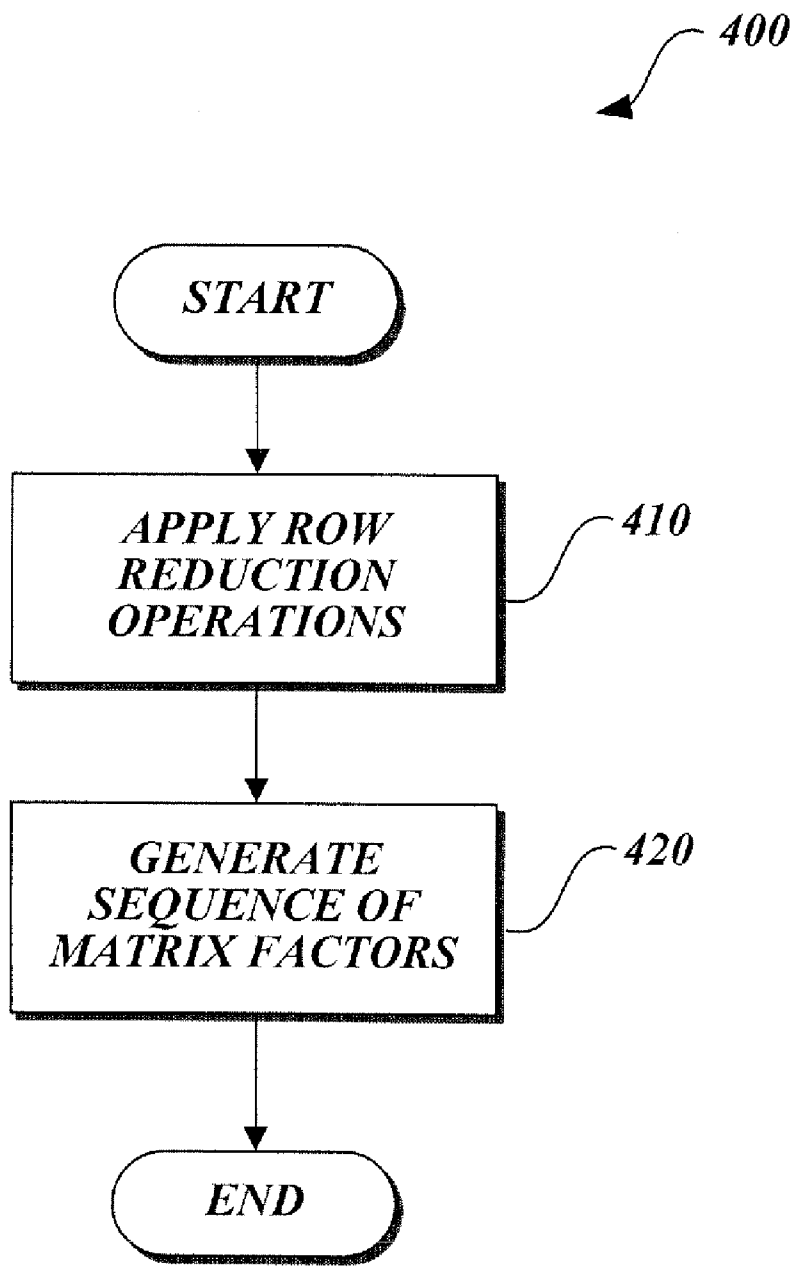 400
START
APPLY ROW
REDUCTION
OPERATIONS
410
GENERATE
SEQUENCE OF
MATRIX FACTORS
420
END